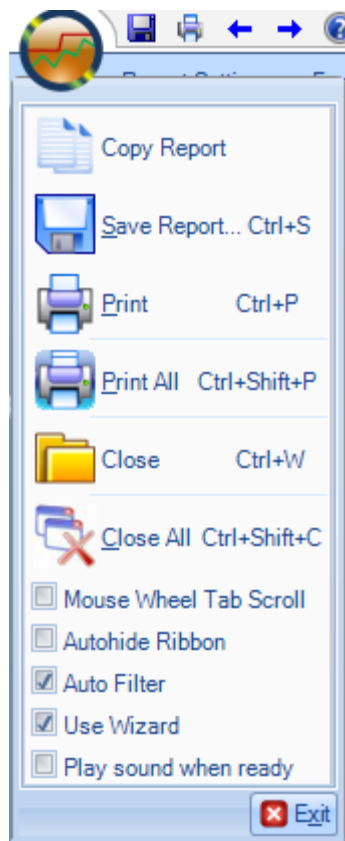 Copy Report
Save Report... Ctrl+S
Print Ctrl+P
Print All Ctrl+Shift+P
Close Ctrl+W
Close All Ctrl+Shift+C
Mouse Wheel Tab Scroll
Autohide Ribbon
Auto Filter
Use Wizard
Play sound when ready
Exit